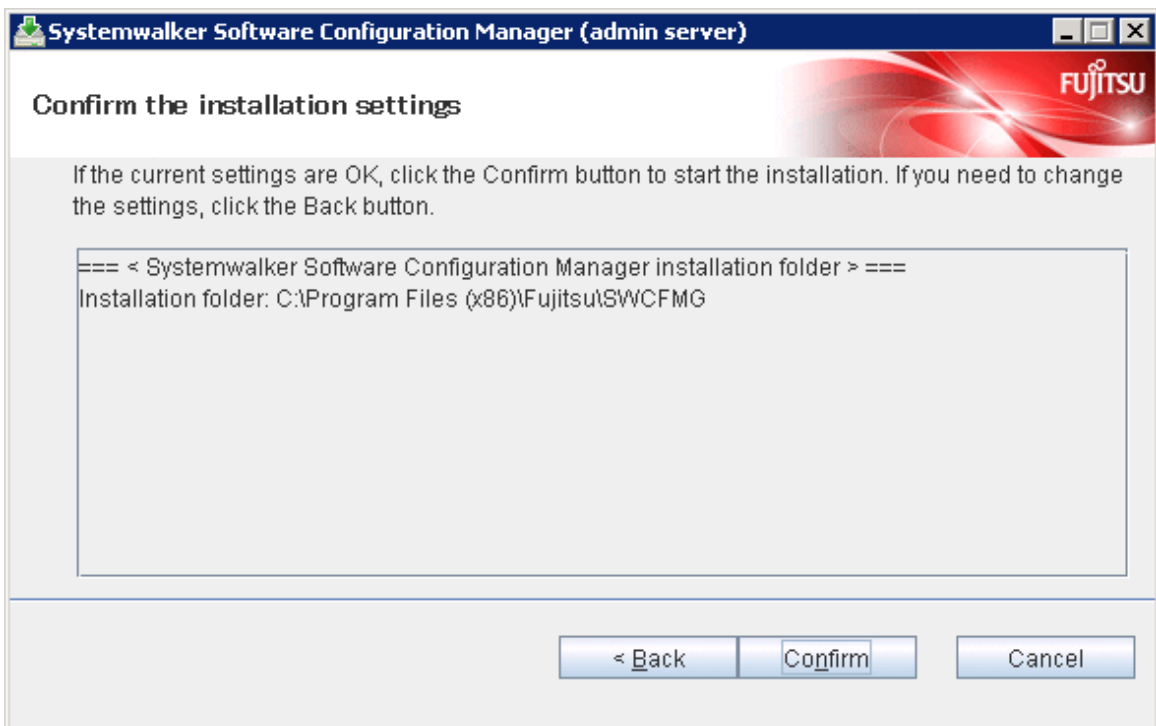 Systemwalker Software Configuration Manager (admin server)
FUJITSU
Confirm the installation settings
If the current settings are OK, click the Confirm button to start the installation. If you need to change
the settings, click the Back button.
=== < Systemwalker Software Configuration Manager installation folder > ===
Installation folder: C:\Program Files (x86)\Fujitsu\SWCFMG
< Back
Confirm
Cancel